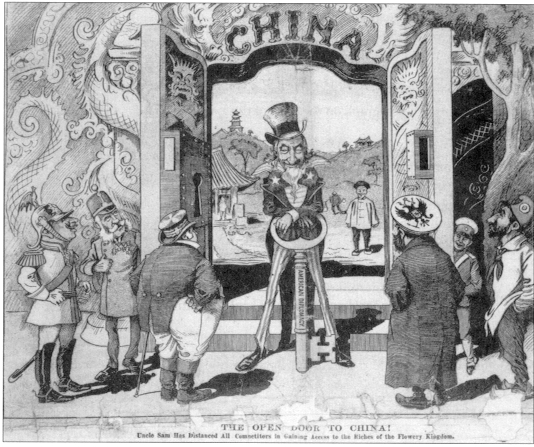 CHINA
AMERICAN DIPLOMACY
THE OPEN DOOR TO CHINA!
Uncle Sam Has Distanced All Competitors in Gaining Access to the Riches of the Flowery Kingdom.